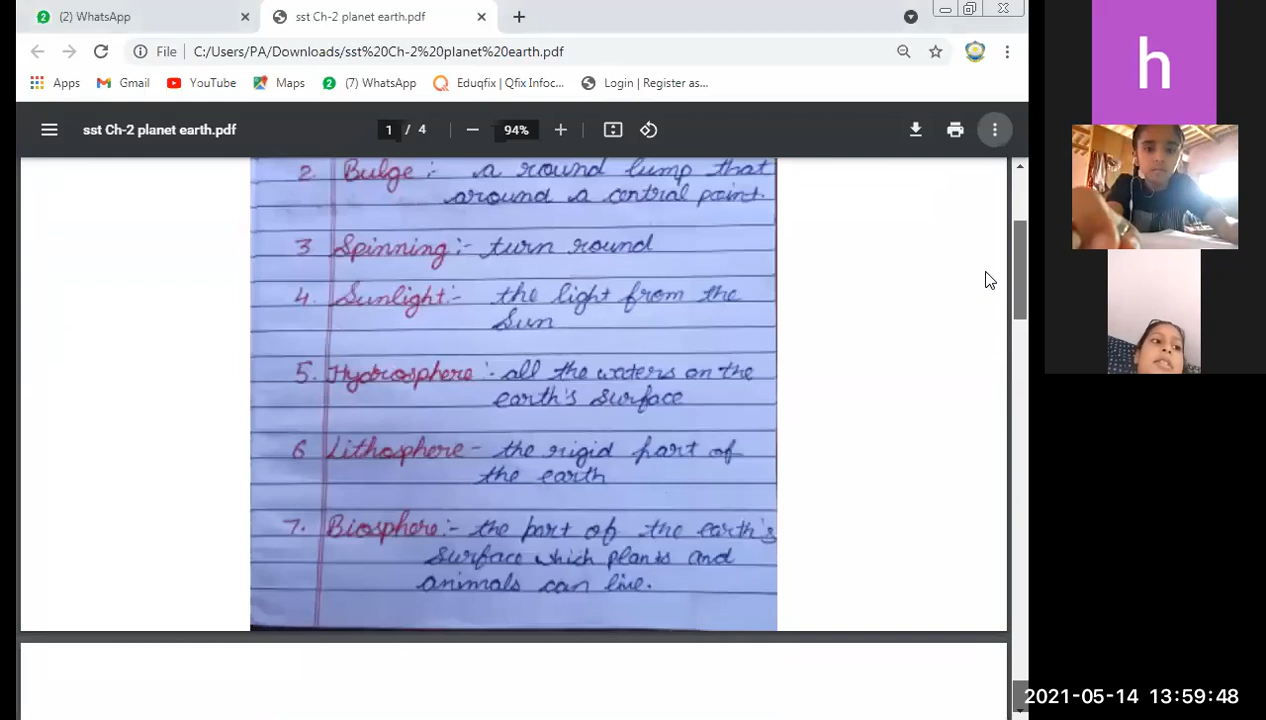 (2) WhatsApp
sst Ch-2 planet earth.pdf
File C:/Users/PA/Downloads/sst%20Ch-2%20planet%20earth.pdf
Apps Gmail YouTube Maps (7) WhatsApp Eduqfix | Qfix Infoc... Login | Register as...
sst Ch-2 planet earth.pdf 1 / 4 94%
2. Bulge :- a round lump that
around a central point.
3 Spinning :- turn round
4. Sunlight :- the light from the
Sun
5. Hydrosphere :- all the waters on the
earth's surface
6 Lithosphere - the rigid part of
the earth
7. Biosphere :- the part of the earth's
surface which plants and
animals can live.
h
2021-05-14 13:59:48